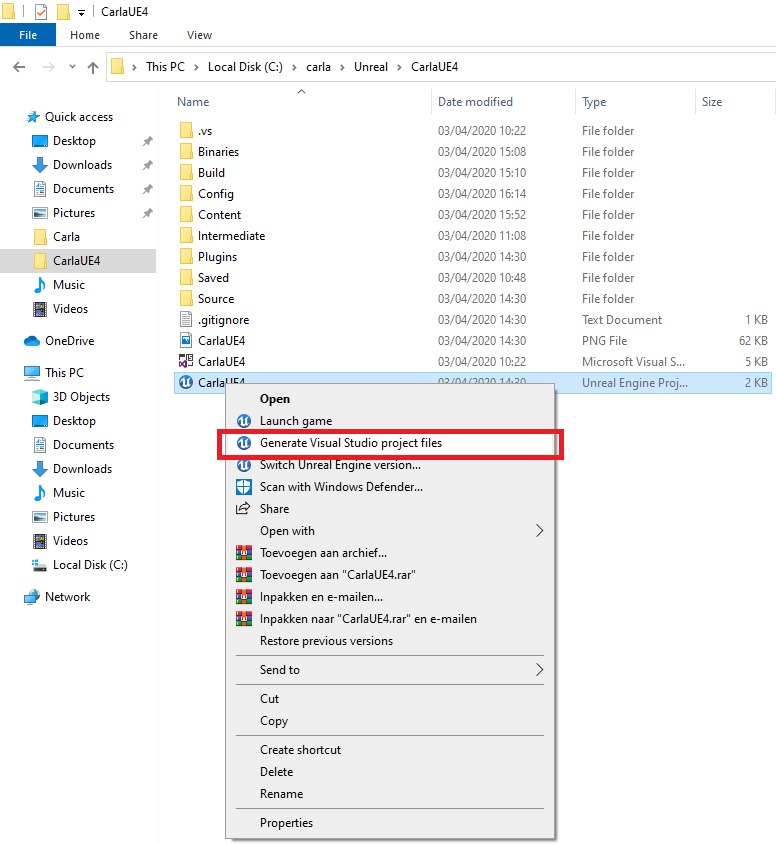 CarlaUE4
File Home Share View
This PC Local Disk (C:) carla Unreal CarlaUE4
Name Date modified Type Size
Quick access
Desktop
Downloads
Documents
Pictures
Carla
CarlaUE4
Music
Videos
OneDrive
This PC
3D Objects
Desktop
Documents
Downloads
Music
Pictures
Videos
Local Disk (C:)
Network
.vs 03/04/2020 10:22 File folder
Binaries 03/04/2020 15:08 File folder
Build 03/04/2020 15:10 File folder
Config 03/04/2020 16:14 File folder
Content 03/04/2020 15:52 File folder
Intermediate 03/04/2020 11:08 File folder
Plugins 03/04/2020 14:30 File folder
Saved 03/04/2020 10:48 File folder
Source 03/04/2020 14:30 File folder
.gitignore 03/04/2020 14:30 Text Document 1 KB
CarlaUE4 03/04/2020 14:30 PNG File 62 KB
CarlaUE4 03/04/2020 10:22 Microsoft Visual S... 5 KB
CarlaUE4 03/04/2020 14:30 Unreal Engine Proj... 2 KB
Open
Launch game
Generate Visual Studio project files
Switch Unreal Engine version...
Scan with Windows Defender...
Share
Open with
Toevoegen aan archief...
Toevoegen aan "CarlaUE4.rar"
Inpakken en e-mailen...
Inpakken naar "CarlaUE4.rar" en e-mailen
Restore previous versions
Send to
Cut
Copy
Create shortcut
Delete
Rename
Properties